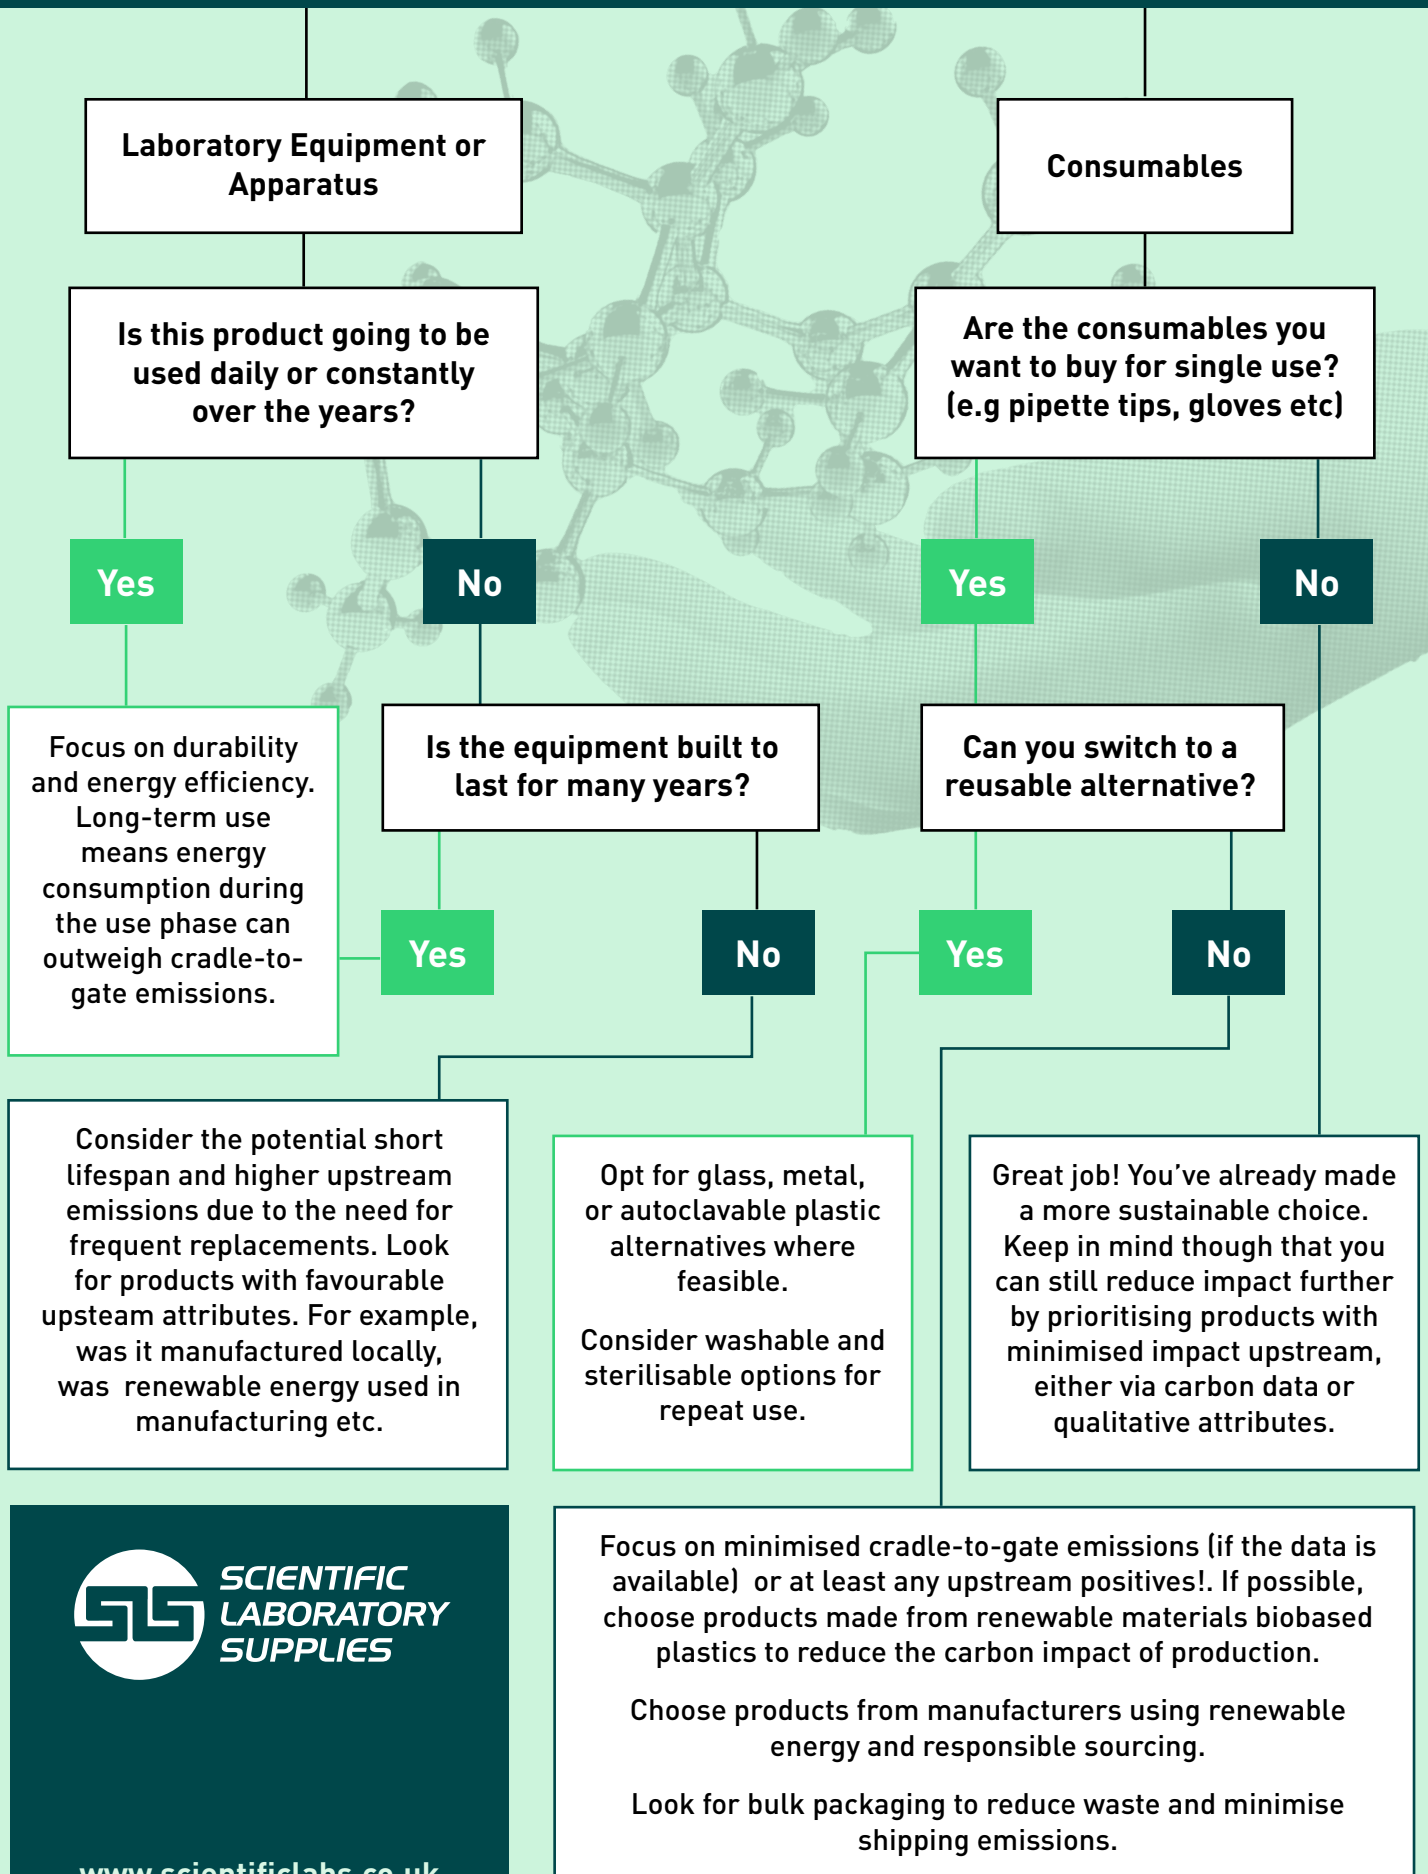 Laboratory Equipment or
Apparatus
Consumables
Is this product going to be
used daily or constantly
over the years?
Are the consumables you
want to buy for single use?
(e.g pipette tips, gloves etc)
Yes
No
Yes
No
Focus on durability
and energy efficiency.
Long-term use
means energy
consumption during
the use phase can
outweigh cradle-to-
gate emissions.
Is the equipment built to
last for many years?
Can you switch to a
reusable alternative?
Yes
No
Yes
No
Consider the potential short
lifespan and higher upstream
emissions due to the need for
frequent replacements. Look
for products with favourable
upsteam attributes. For example,
was it manufactured locally,
was renewable energy used in
manufacturing etc.
Opt for glass, metal,
or autoclavable plastic
alternatives where
feasible.
Consider washable and
sterilisable options for
repeat use.
Great job! You’ve already made
a more sustainable choice.
Keep in mind though that you
can still reduce impact further
by prioritising products with
minimised impact upstream,
either via carbon data or
qualitative attributes.
SLS
SCIENTIFIC
LABORATORY
SUPPLIES
www.scientificlabs.co.uk
Focus on minimised cradle-to-gate emissions (if the data is
available) or at least any upstream positives!. If possible,
choose products made from renewable materials biobased
plastics to reduce the carbon impact of production.
Choose products from manufacturers using renewable
energy and responsible sourcing.
Look for bulk packaging to reduce waste and minimise
shipping emissions.